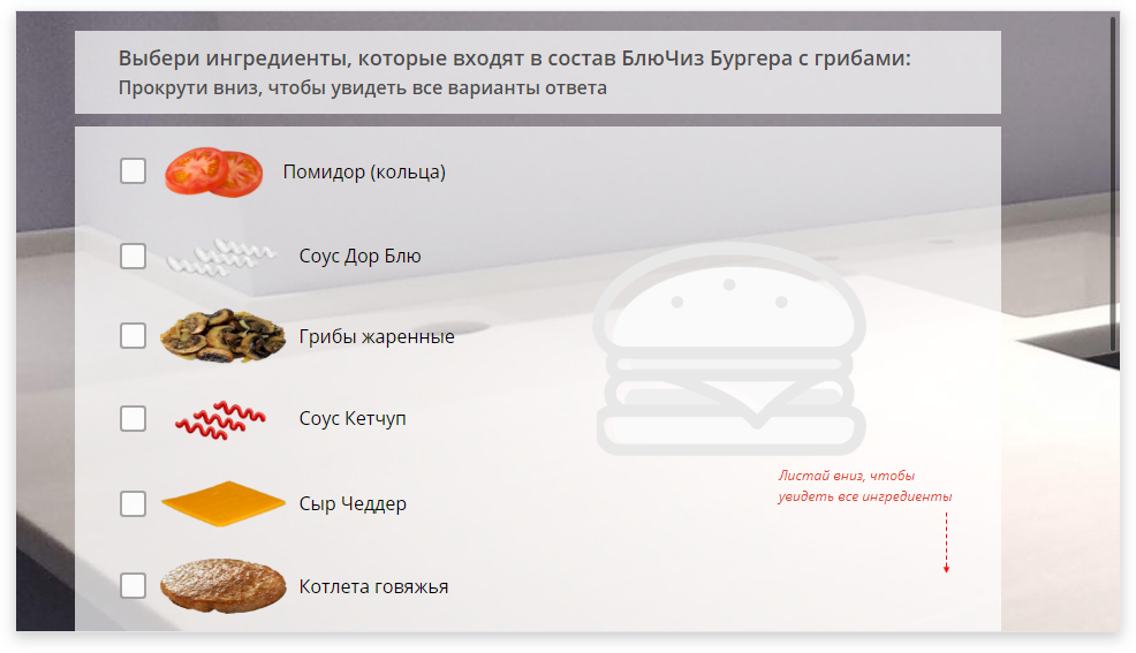 Выбери ингредиенты, которые входят в состав БлюЧиз Бургера с грибами:
Прокрути вниз, чтобы увидеть все варианты ответа
Помидор (кольца)
Соус Дор Блю
Грибы жаренные
Соус Кетчуп
Листай вниз, чтобы
увидеть все ингредиенты
Сыр Чеддер
Котлета говяжья